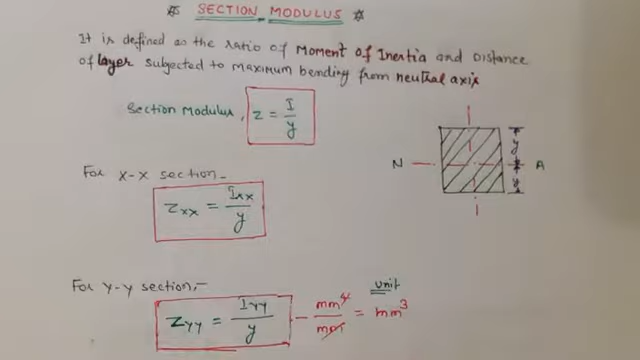 * SECTION MODULUS *
It is defined as the ratio of Moment of Inertia and Distance
of layer subjected to maximum bending from neutral axis
Section Modulus, Z = I / y
N A
y
y
For X-X section-
Zxx = Ixx / y
For Y-Y section,-
Zyy = Iyy / y - mm⁴ / mm = mm³
unit